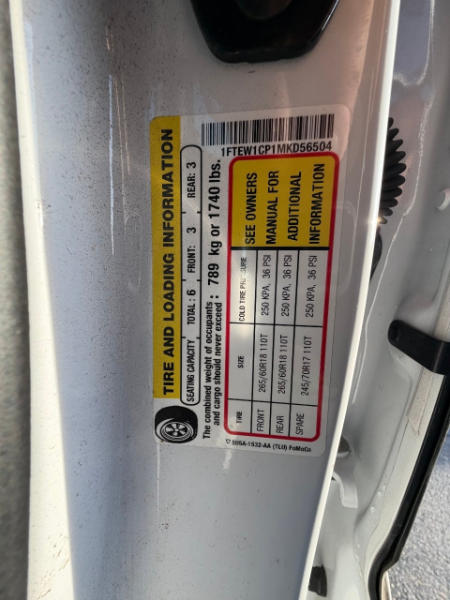 TIRE AND LOADING INFORMATION
SEATING CAPACITY TOTAL: 6 FRONT: 3 REAR: 3
The combined weight of occupants and cargo should never exceed: 789 kg or 1740 lbs.
TIRE SIZE COLD TIRE PRESSURE
FRONT 265/60R18 110T 250 KPA, 36 PSI
REAR 265/60R18 110T 250 KPA, 36 PSI
SPARE 245/70R17 110T 250 KPA, 36 PSI
SEE OWNERS
MANUAL FOR
ADDITIONAL
INFORMATION
1FTEW1CP1MKD56504
1532-AA (TLU) FoMoCo